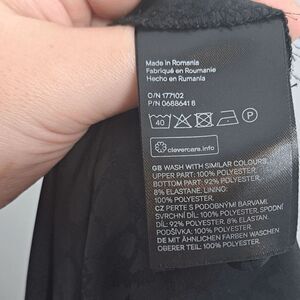 Made in Romania
Fabriqué en Roumanie
Hecho en Rumania
O/N 177102
P/N 0688641 8
40
P
clevercare.info
GB WASH WITH SIMILAR COLOURS.
UPPER PART: 100% POLYESTER.
BOTTOM PART: 92% POLYESTER,
8% ELASTANE. LINING:
100% POLYESTER.
CZ PERTE S PODOBNÝMI BARVAMI.
SVRCHNÍ DÍL: 100% POLYESTER, SPODNÍ
DÍL: 92% POLYESTER, 8% ELASTAN.
PODŠÍVKA: 100% POLYESTER.
DE MIT ÄHNLICHEN FARBEN WASCHEN
OBERER TEIL: 100% POLYESTER.